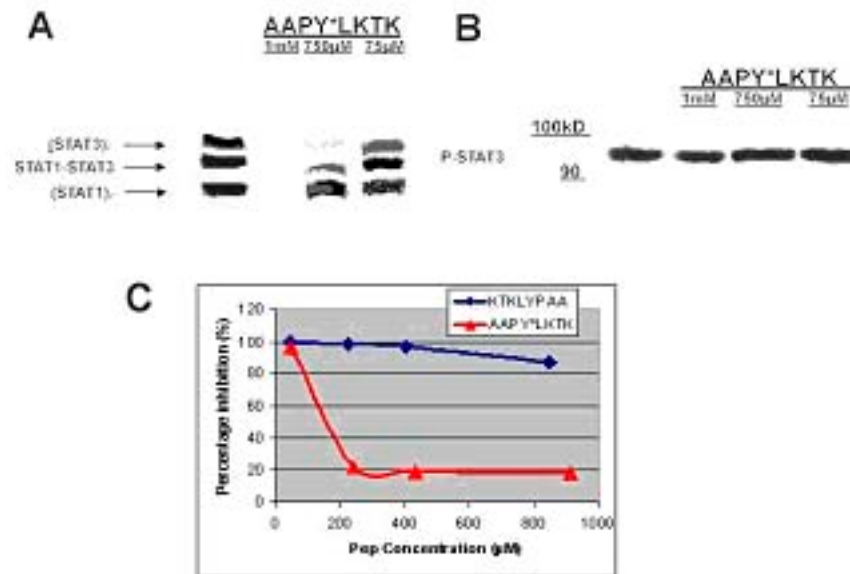 A
AAPY*LKTK
1mM 750µM 75µM
(STAT3)₂
STAT1-STAT3
(STAT1)₂
B
AAPY*LKTK
1mM 750µM 75µM
100kD
P-STAT3
90
C
KTKLYPAA
AAPY*LKTK
Percentage inhibition (%)
120
100
80
60
40
20
0
0 200 400 600 800 1000
Pep Concentration (µM)